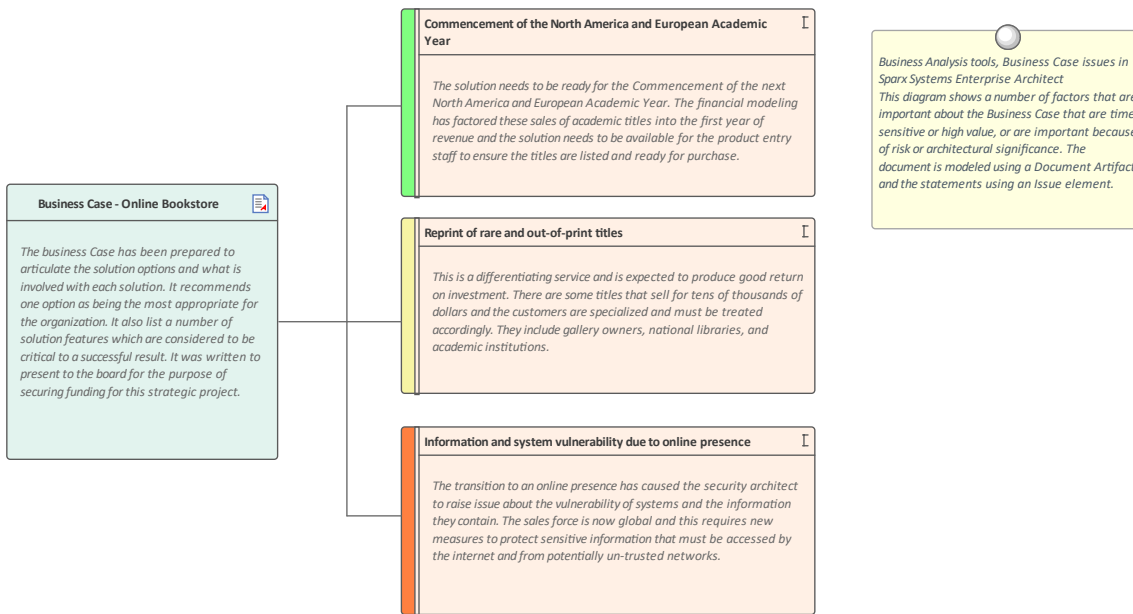 Business Case - Online Bookstore
The business Case has been prepared to
articulate the solution options and what is
involved with each solution. It recommends
one option as being the most appropriate for
the organization. It also list a number of
solution features which are considered to be
critical to a successful result. It was written to
present to the board for the purpose of
securing funding for this strategic project.
Commencement of the North America and European Academic
Year
The solution needs to be ready for the Commencement of the next
North America and European Academic Year. The financial modeling
has factored these sales of academic titles into the first year of
revenue and the solution needs to be available for the product entry
staff to ensure the titles are listed and ready for purchase.
Reprint of rare and out-of-print titles
This is a differentiating service and is expected to produce good return
on investment. There are some titles that sell for tens of thousands of
dollars and the customers are specialized and must be treated
accordingly. They include gallery owners, national libraries, and
academic institutions.
Information and system vulnerability due to online presence
The transition to an online presence has caused the security architect
to raise issue about the vulnerability of systems and the information
they contain. The sales force is now global and this requires new
measures to protect sensitive information that must be accessed by
the internet and from potentially un-trusted networks.
Business Analysis tools, Business Case issues in
Sparx Systems Enterprise Architect
This diagram shows a number of factors that are
important about the Business Case that are time
sensitive or high value, or are important because
of risk or architectural significance. The
document is modeled using a Document Artifact
and the statements using an Issue element.